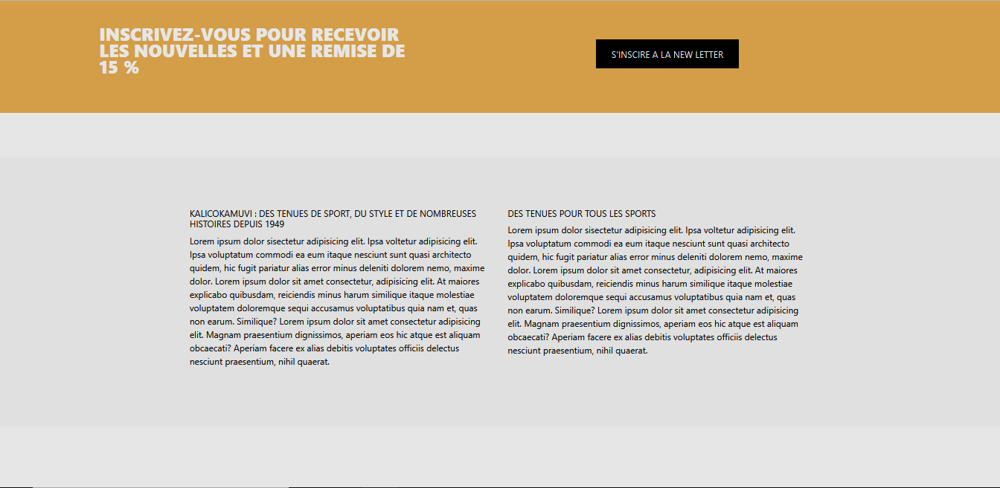 INSCRIVEZ-VOUS POUR RECEVOIR
LES NOUVELLES ET UNE REMISE DE
15 %
S'INSCIRE A LA NEW LETTER
KALICOKAMUVI : DES TENUES DE SPORT, DU STYLE ET DE NOMBREUSES
HISTOIRES DEPUIS 1949
Lorem ipsum dolor sisectetur adipisicing elit. Ipsa voltetur adipisicing elit.
Ipsa voluptatum commodi ea eum itaque nesciunt sunt quasi architecto
quidem, hic fugit pariatur alias error minus deleniti dolorem nemo, maxime
dolor. Lorem ipsum dolor sit amet consectetur, adipisicing elit. At maiores
explicabo quibusdam, reiciendis minus harum similique itaque molestiae
voluptatem doloremque sequi accusamus voluptatibus quia nam et, quas
non earum. Similique? Lorem ipsum dolor sit amet consectetur adipisicing
elit. Magnam praesentium dignissimos, aperiam eos hic atque est aliquam
obcaecati? Aperiam facere ex alias debitis voluptates officiis delectus
nesciunt praesentium, nihil quaerat.
DES TENUES POUR TOUS LES SPORTS
Lorem ipsum dolor sisectetur adipisicing elit. Ipsa voltetur adipisicing elit.
Ipsa voluptatum commodi ea eum itaque nesciunt sunt quasi architecto
quidem, hic fugit pariatur alias error minus deleniti dolorem nemo, maxime
dolor. Lorem ipsum dolor sit amet consectetur, adipisicing elit. At maiores
explicabo quibusdam, reiciendis minus harum similique itaque molestiae
voluptatem doloremque sequi accusamus voluptatibus quia nam et, quas
non earum. Similique? Lorem ipsum dolor sit amet consectetur adipisicing
elit. Magnam praesentium dignissimos, aperiam eos hic atque est aliquam
obcaecati? Aperiam facere ex alias debitis voluptates officiis delectus
nesciunt praesentium, nihil quaerat.